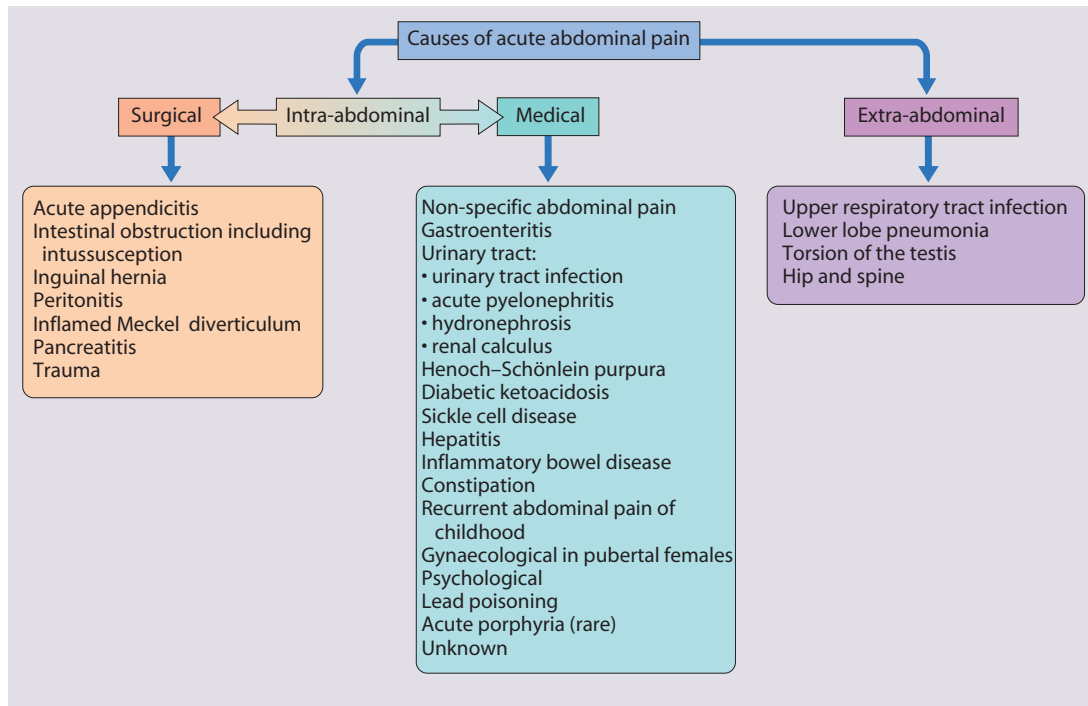 Causes of acute abdominal pain
Surgical
Intra-abdominal
Medical
Extra-abdominal
Acute appendicitis
Intestinal obstruction including
intussusception
Inguinal hernia
Peritonitis
Inflamed Meckel diverticulum
Pancreatitis
Trauma
Non-specific abdominal pain
Gastroenteritis
Urinary tract:
• urinary tract infection
• acute pyelonephritis
• hydronephrosis
• renal calculus
Henoch–Schönlein purpura
Diabetic ketoacidosis
Sickle cell disease
Hepatitis
Inflammatory bowel disease
Constipation
Recurrent abdominal pain of
childhood
Gynaecological in pubertal females
Psychological
Lead poisoning
Acute porphyria (rare)
Unknown
Upper respiratory tract infection
Lower lobe pneumonia
Torsion of the testis
Hip and spine